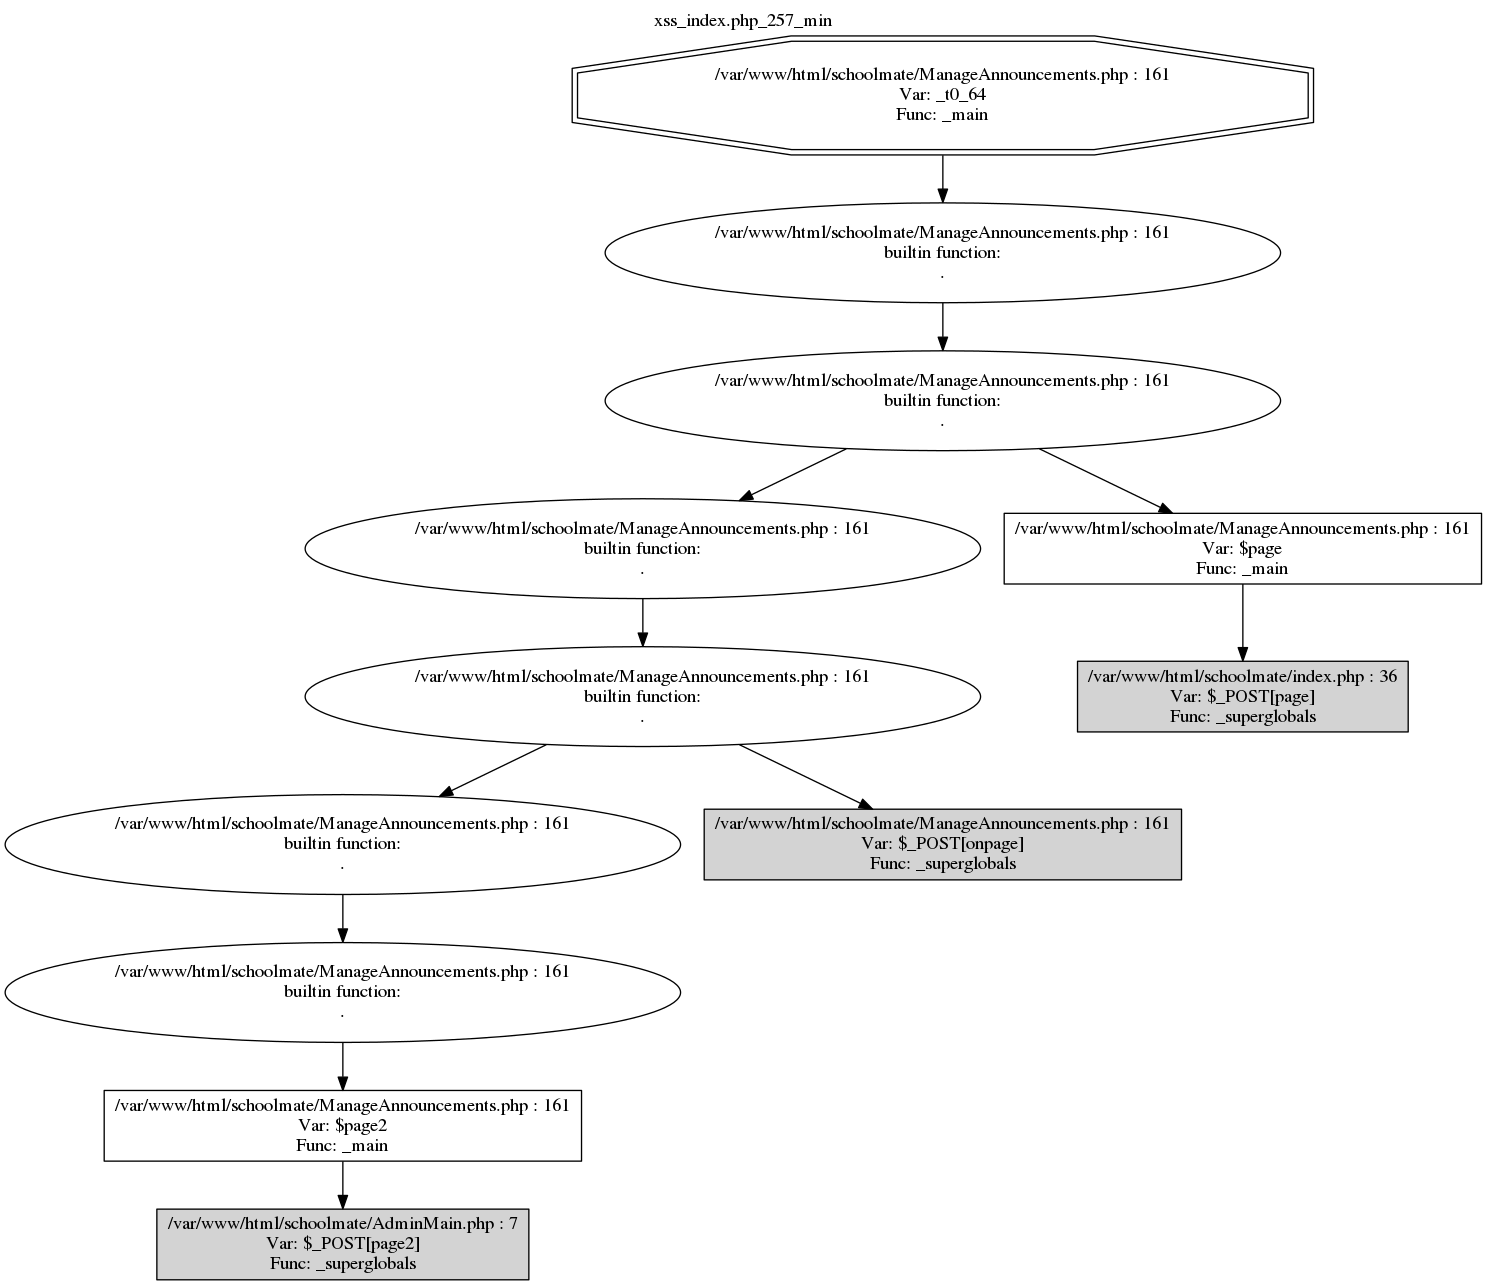 xss_index.php_257_min
/var/www/html/schoolmate/ManageAnnouncements.php : 161
Var: _t0_64
Func: _main
/var/www/html/schoolmate/ManageAnnouncements.php : 161
builtin function:
.
/var/www/html/schoolmate/ManageAnnouncements.php : 161
builtin function:
.
/var/www/html/schoolmate/ManageAnnouncements.php : 161
builtin function:
.
/var/www/html/schoolmate/ManageAnnouncements.php : 161
Var: $page
Func: _main
/var/www/html/schoolmate/ManageAnnouncements.php : 161
builtin function:
.
/var/www/html/schoolmate/index.php : 36
Var: $_POST[page]
Func: _superglobals
/var/www/html/schoolmate/ManageAnnouncements.php : 161
builtin function:
.
/var/www/html/schoolmate/ManageAnnouncements.php : 161
Var: $_POST[onpage]
Func: _superglobals
/var/www/html/schoolmate/ManageAnnouncements.php : 161
builtin function:
.
/var/www/html/schoolmate/ManageAnnouncements.php : 161
Var: $page2
Func: _main
/var/www/html/schoolmate/AdminMain.php : 7
Var: $_POST[page2]
Func: _superglobals